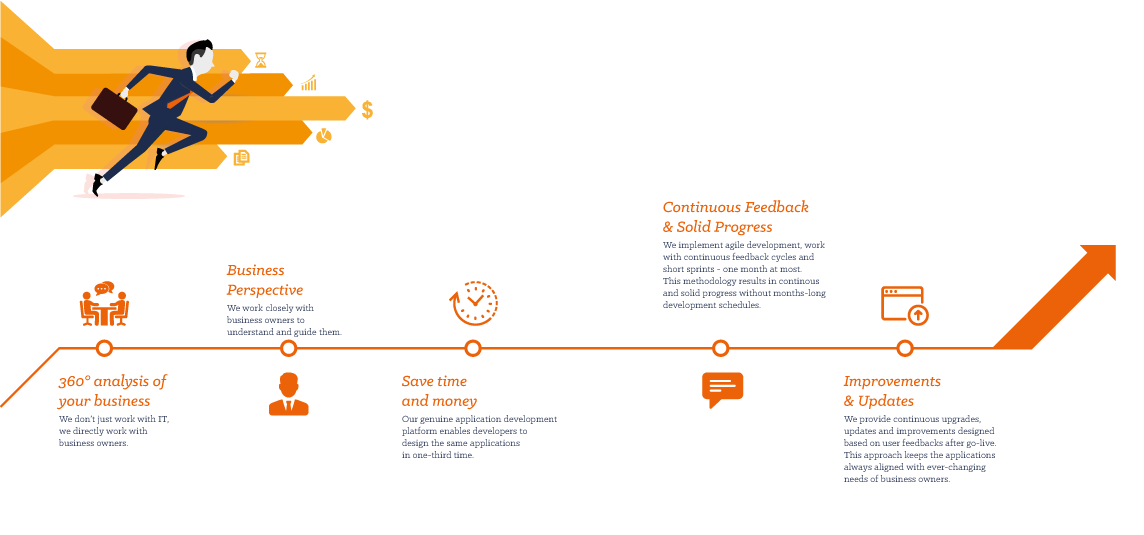 360° analysis of
your business
We don't just work with IT,
we directly work with
business owners.
Business
Perspective
We work closely with
business owners to
understand and guide them.
Save time
and money
Our genuine application development
platform enables developers to
design the same applications
in one-third time.
Continuous Feedback
& Solid Progress
We implement agile development, work
with continuous feedback cycles and
short sprints - one month at most.
This methodology results in continous
and solid progress without months-long
development schedules.
Improvements
& Updates
We provide continuous upgrades,
updates and improvements designed
based on user feedbacks after go-live.
This approach keeps the applications
always aligned with ever-changing
needs of business owners.